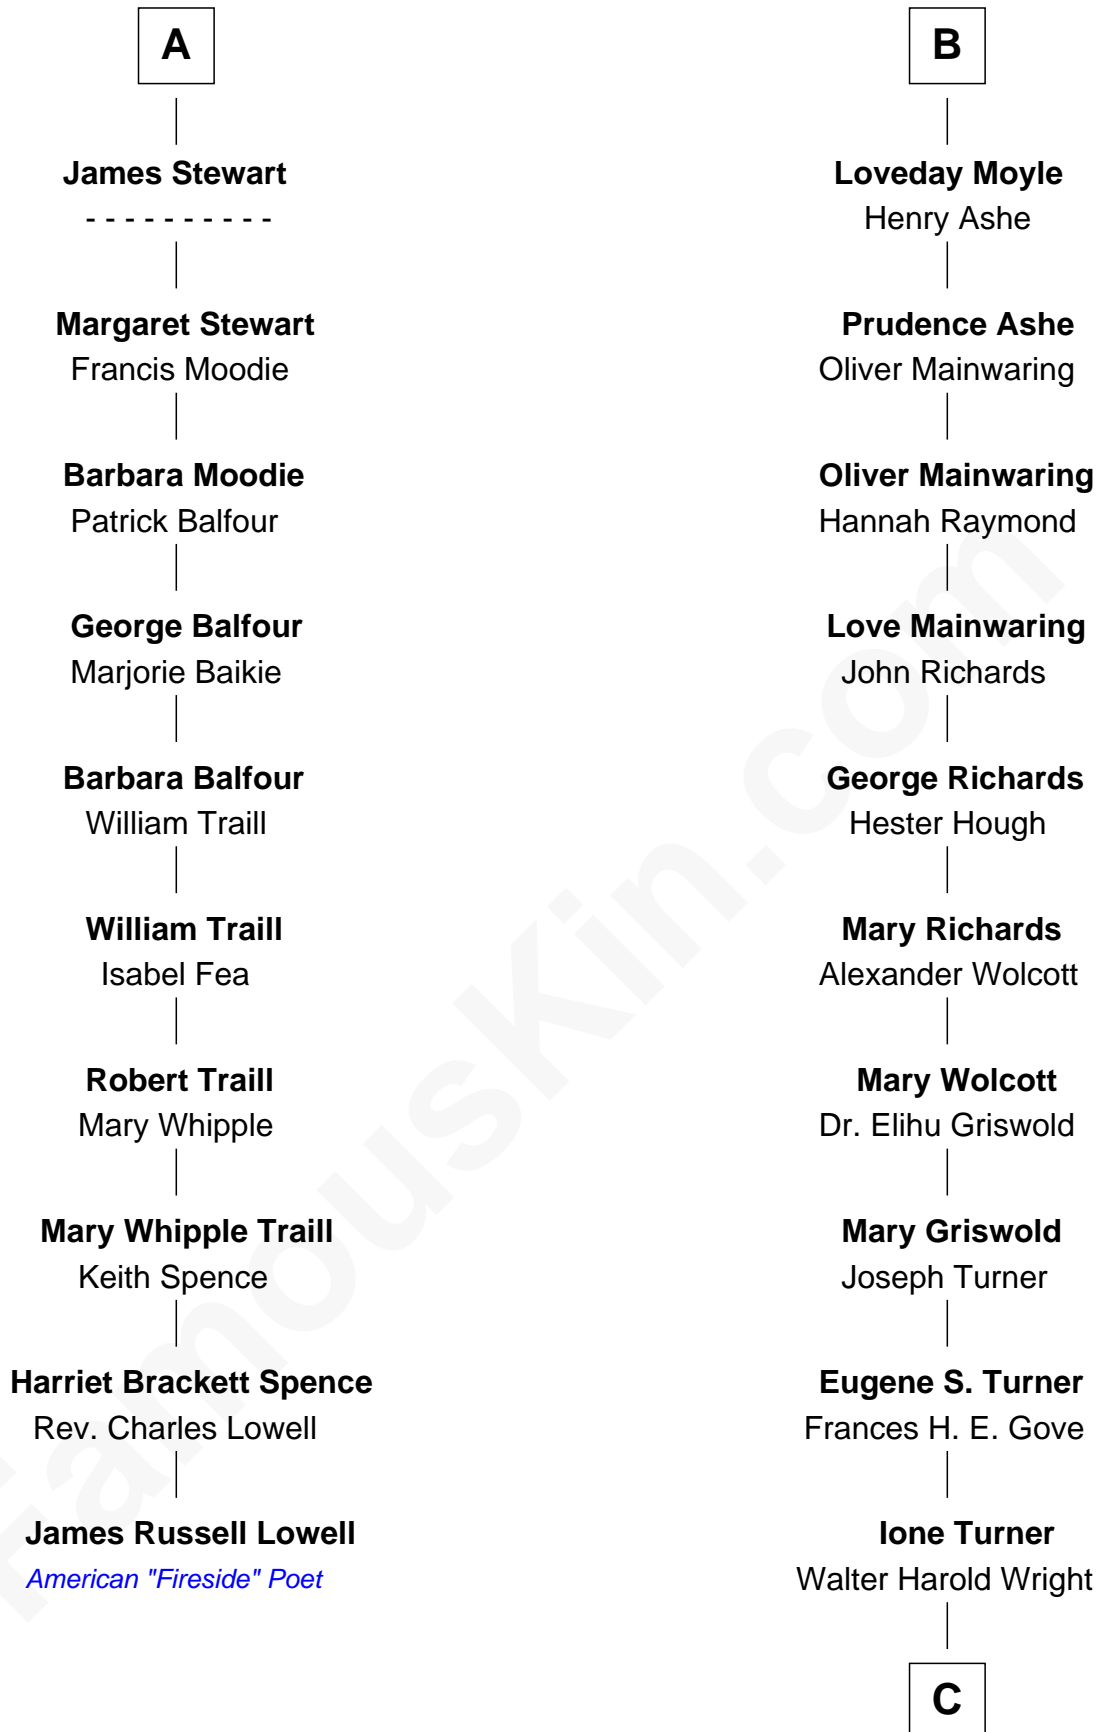 A
James Stewart
- - - - - - - - - -
Margaret Stewart
Francis Moodie
Barbara Moodie
Patrick Balfour
George Balfour
Marjorie Baikie
Barbara Balfour
William Traill
William Traill
Isabel Fea
Robert Traill
Mary Whipple
Mary Whipple Traill
Keith Spence
Harriet Brackett Spence
Rev. Charles Lowell
James Russell Lowell
American "Fireside" Poet
B
Loveday Moyle
Henry Ashe
Prudence Ashe
Oliver Mainwaring
Oliver Mainwaring
Hannah Raymond
Love Mainwaring
John Richards
George Richards
Hester Hough
Mary Richards
Alexander Wolcott
Mary Wolcott
Dr. Elihu Griswold
Mary Griswold
Joseph Turner
Eugene S. Turner
Frances H. E. Gove
Ione Turner
Walter Harold Wright
C
FamousKin.com